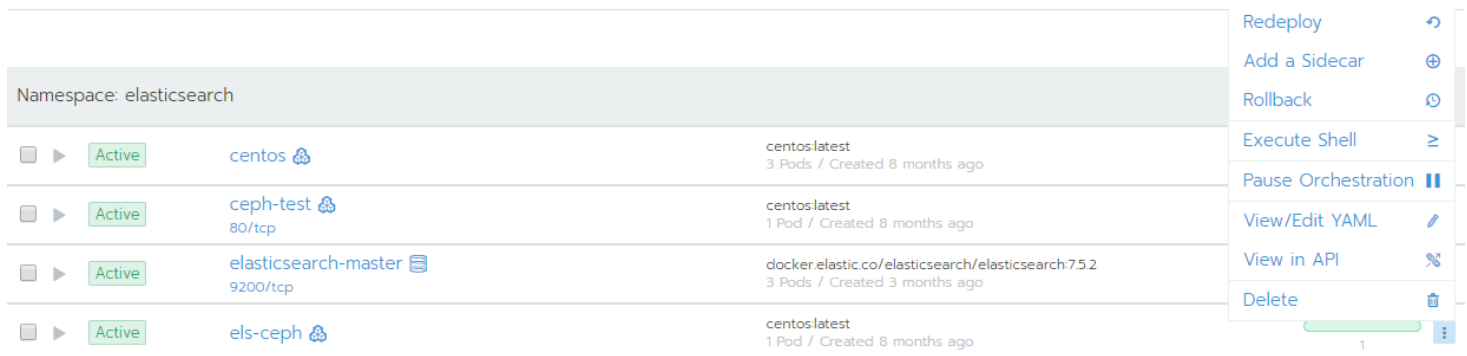 Redeploy
Add a Sidecar
Rollback
Execute Shell
Pause Orchestration
View/Edit YAML
View in API
Delete
Namespace: elasticsearch
Active centos centos:latest
3 Pods / Created 8 months ago
Active ceph-test centos:latest
80/tcp 1 Pod / Created 8 months ago
Active elasticsearch-master docker.elastic.co/elasticsearch/elasticsearch:7.5.2
9200/tcp 3 Pods / Created 3 months ago
Active els-ceph centos:latest
1 Pod / Created 8 months ago 1